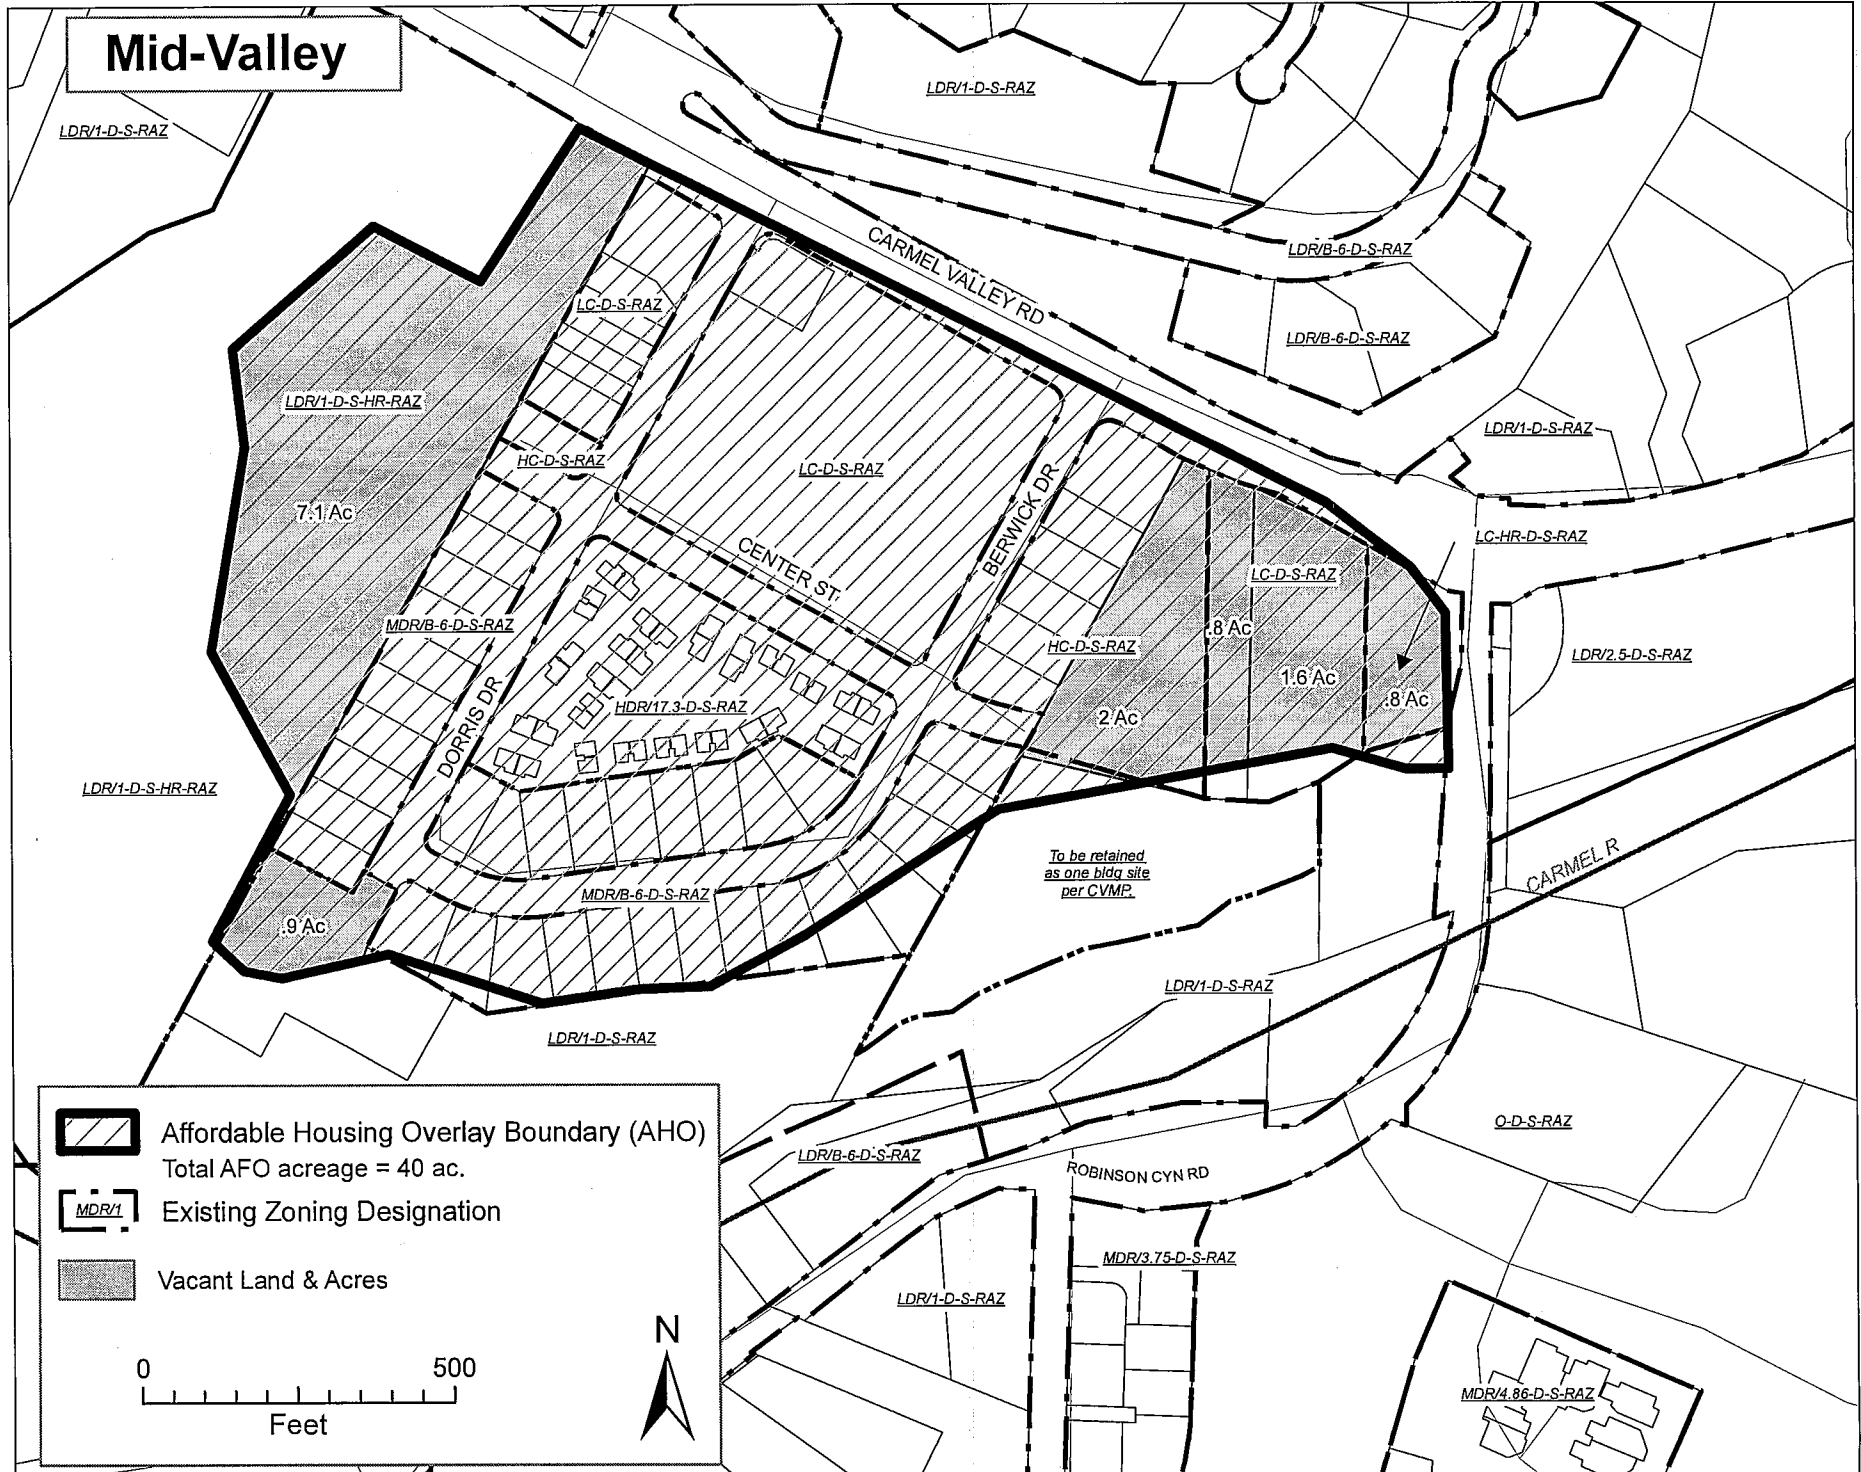 Mid-Valley
LDR/1-D-S-RAZ
LDR/1-D-S-RAZ
CARMEL VALLEY RD
LDR/B-6-D-S-RAZ
LC-D-S-RAZ
LDR/B-6-D-S-RAZ
LDR/1-D-S-HR-RAZ
LDR/1-D-S-RAZ
HC-D-S-RAZ
LC-D-S-RAZ
7.1 Ac
BERWICK DR
LC-HR-D-S-RAZ
CENTER ST.
LC-D-S-RAZ
MDR/B-6-D-S-RAZ
.8 Ac
HC-D-S-RAZ
LDR/2.5-D-S-RAZ
1.6 Ac
.8 Ac
DORRIS DR
HDR/17.3-D-S-RAZ
2 Ac
LDR/1-D-S-HR-RAZ
To be retained
as one bldg site
per CVMP.
CARMEL R
MDR/B-6-D-S-RAZ
.9 Ac
LDR/1-D-S-RAZ
LDR/1-D-S-RAZ
O-D-S-RAZ
LDR/B-6-D-S-RAZ
ROBINSON CYN RD
MDR/3.75-D-S-RAZ
LDR/1-D-S-RAZ
MDR/4.86-D-S-RAZ
Affordable Housing Overlay Boundary (AHO)
Total AFO acreage = 40 ac.
MDR/1
Existing Zoning Designation
Vacant Land & Acres
N
0 500
Feet